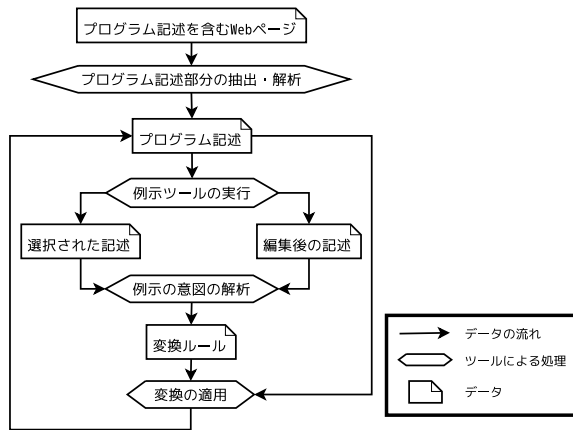 プログラム記述を含むWebページ
プログラム記述部分の抽出・解析
プログラム記述
例示ツールの実行
選択された記述
編集後の記述
例示の意図の解析
変換ルール
変換の適用
データの流れ
ツールによる処理
データ